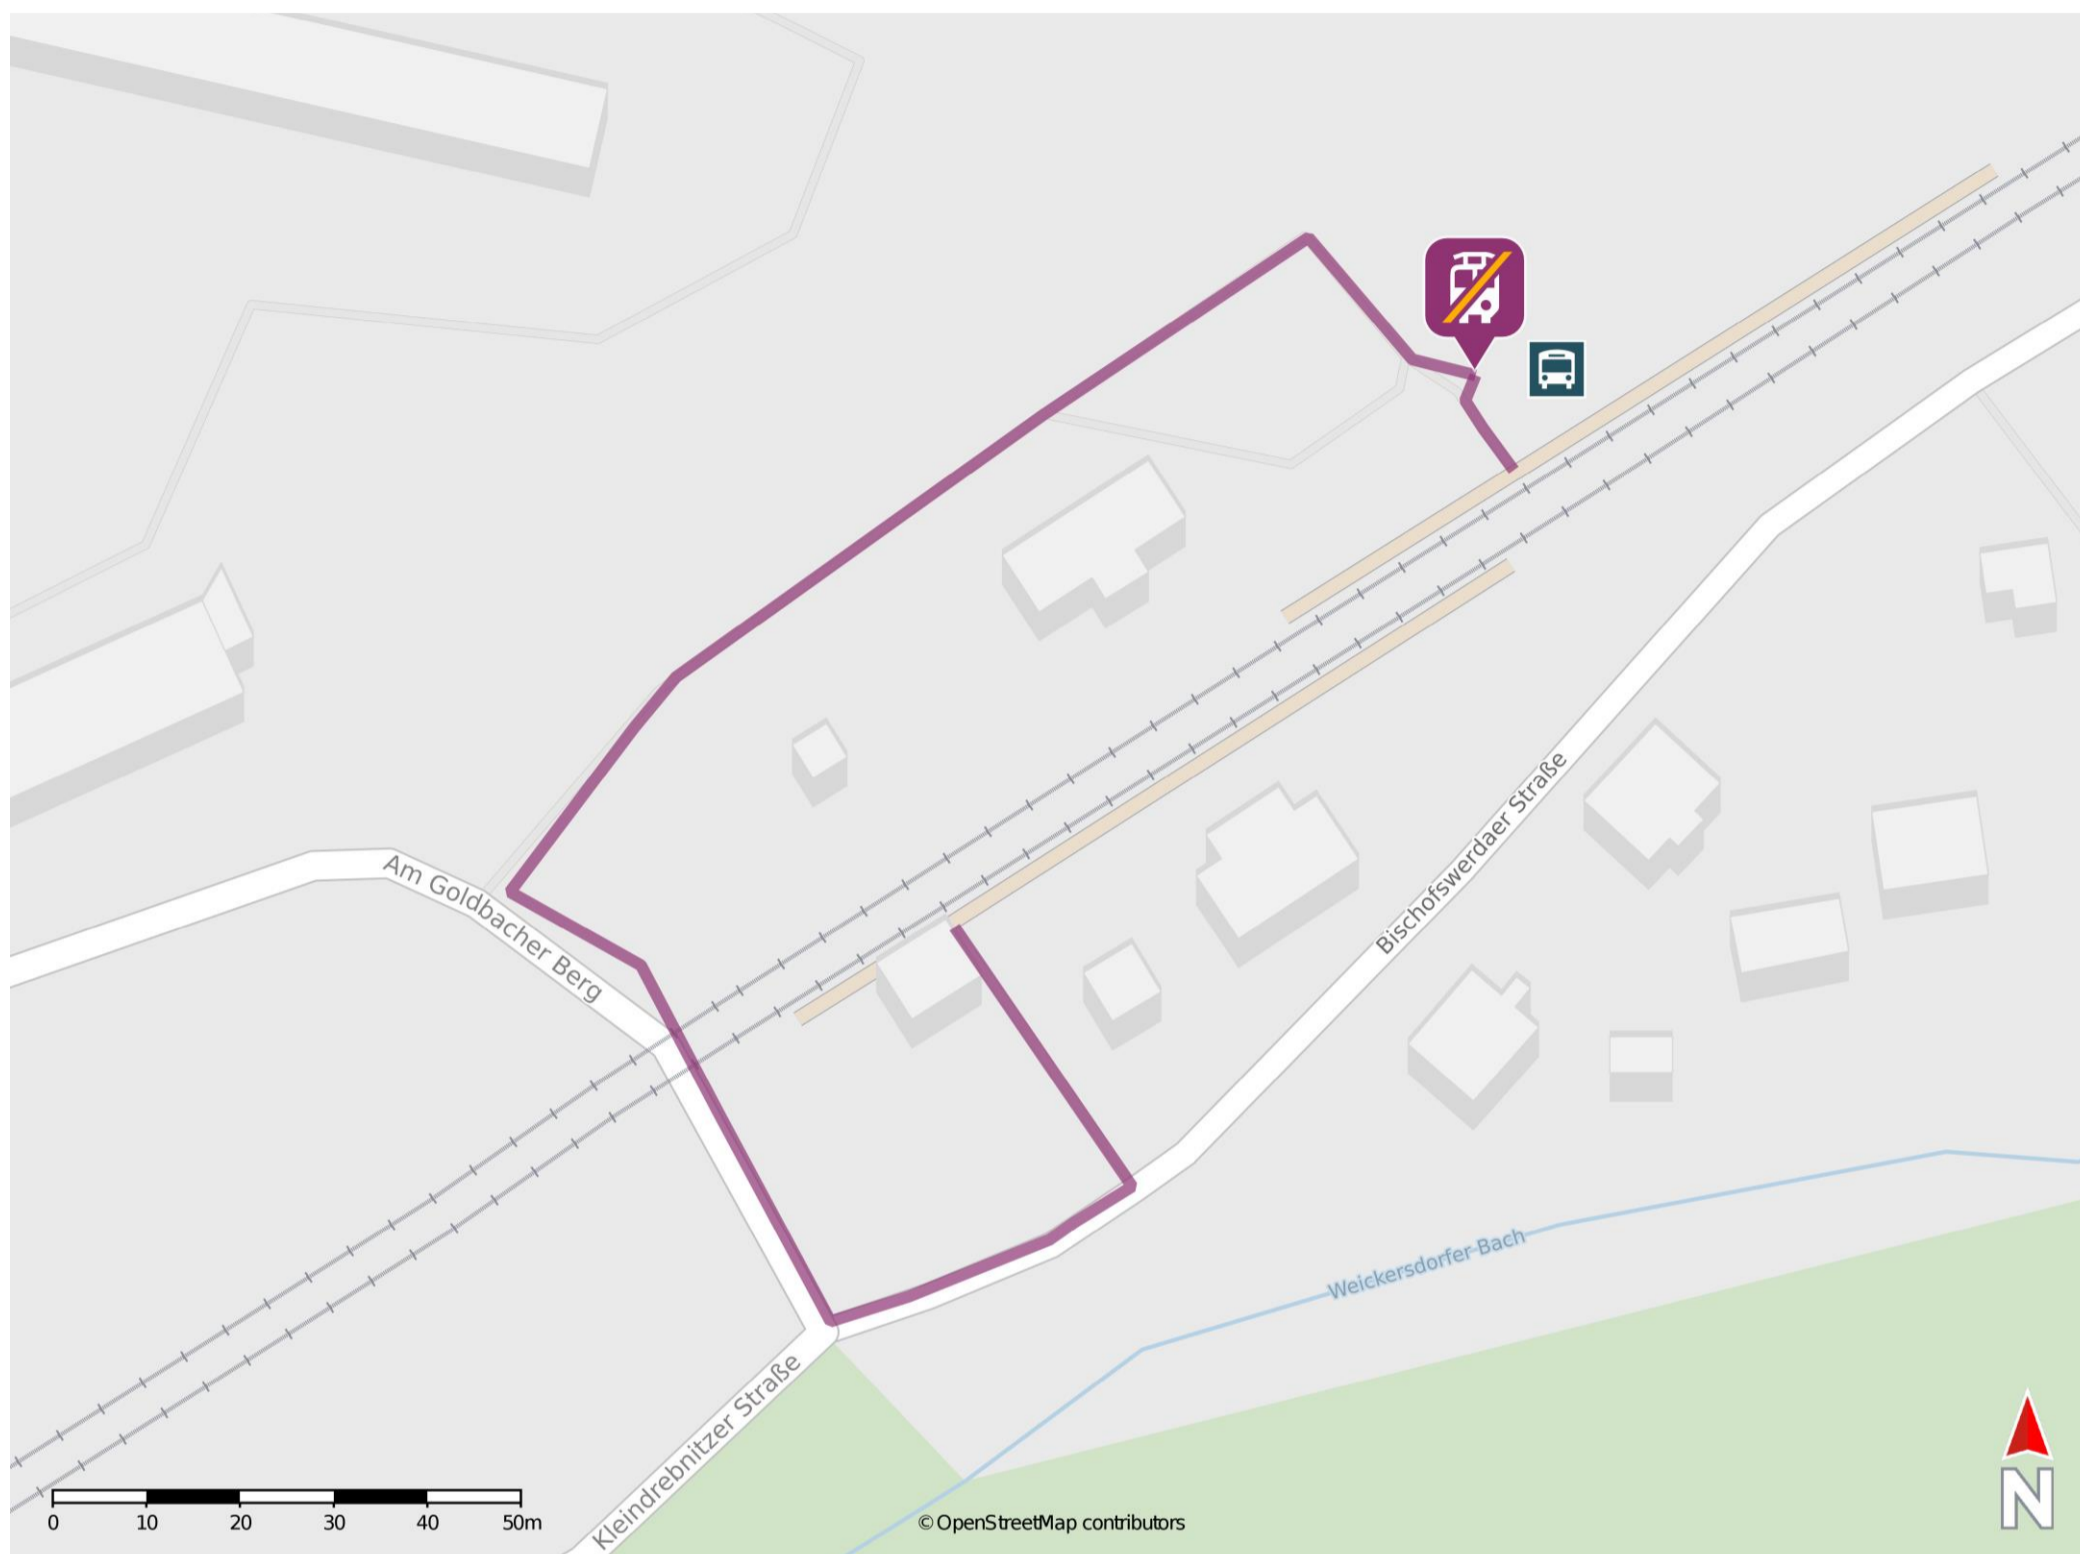 Am Goldbacher Berg
Bischofswerdaer Straße
Weickersdorfer Bach
Kleindrebnitzer Straße
0 10 20 30 40 50m
© OpenStreetMap contributors
N